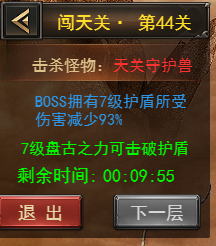 闯天关· 第44关
击杀怪物：天关守护兽
BOSS拥有7级护盾所受
伤害减少93%
7级盘古之力可击破护盾
剩余时间：00:09:55
退 出
下一层